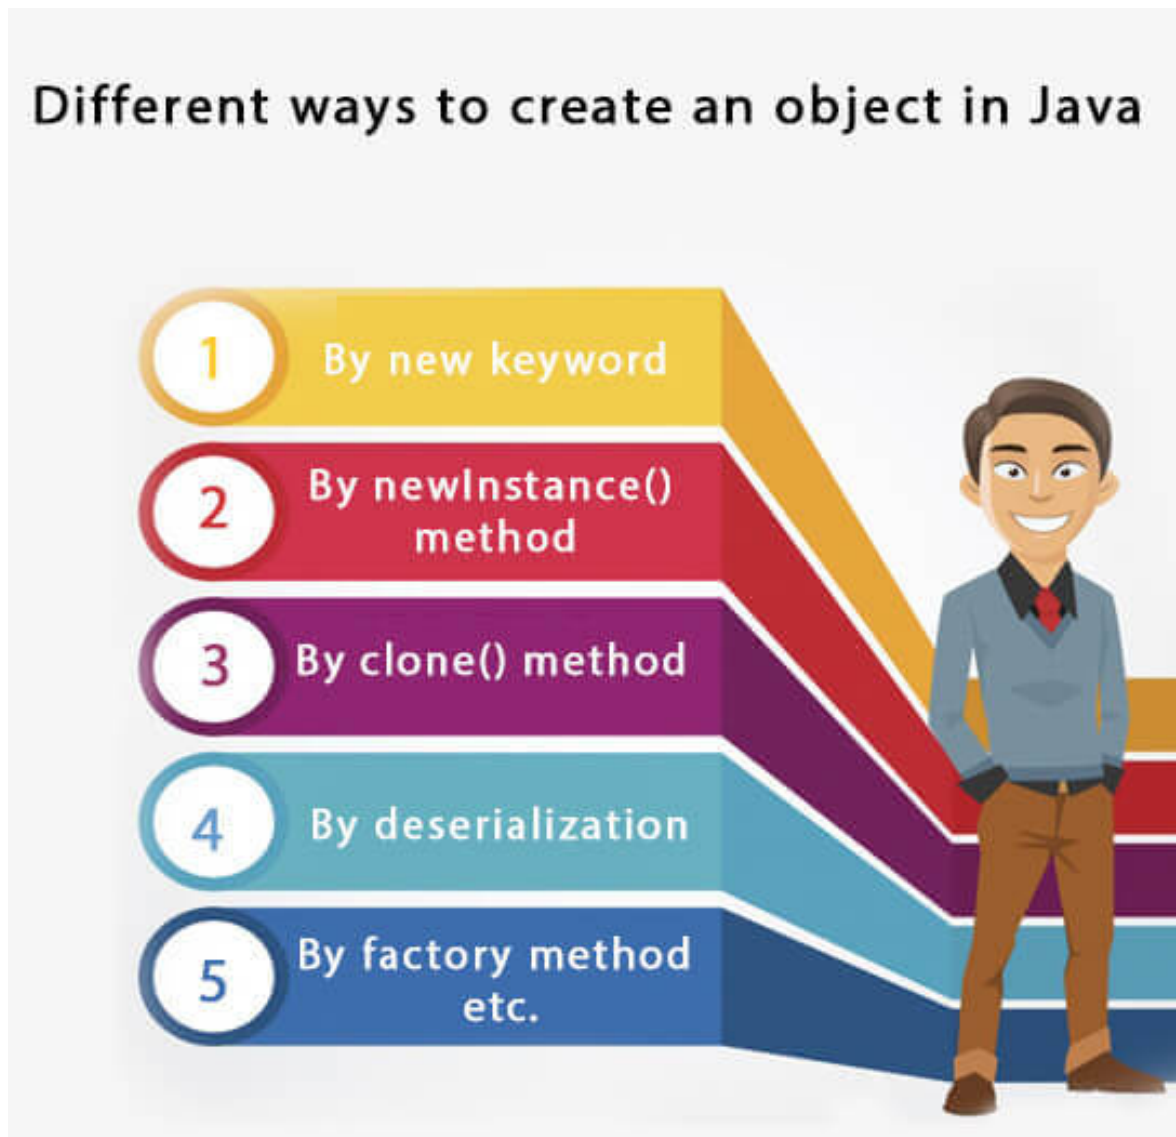 Different ways to create an object in Java
1
By new keyword
2
By newInstance()
method
3
By clone() method
4
By deserialization
5
By factory method
etc.